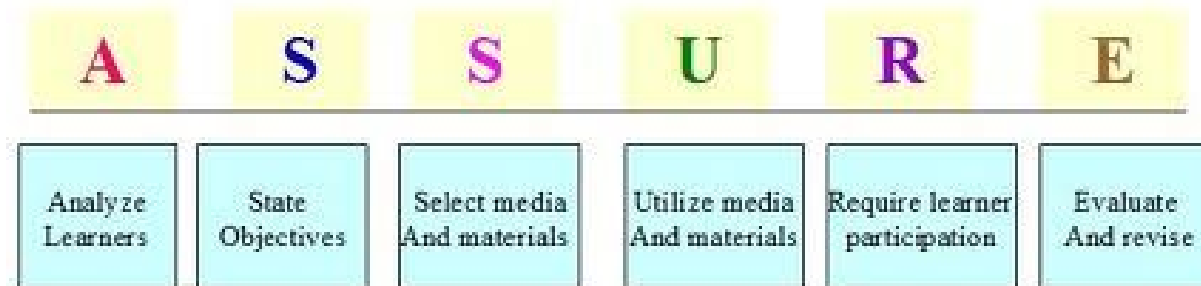 A S S U R E
Analyze
Learners
State
Objectives
Select media
And materials
Utilize media
And materials
Require learner
participation
Evaluate
And revise